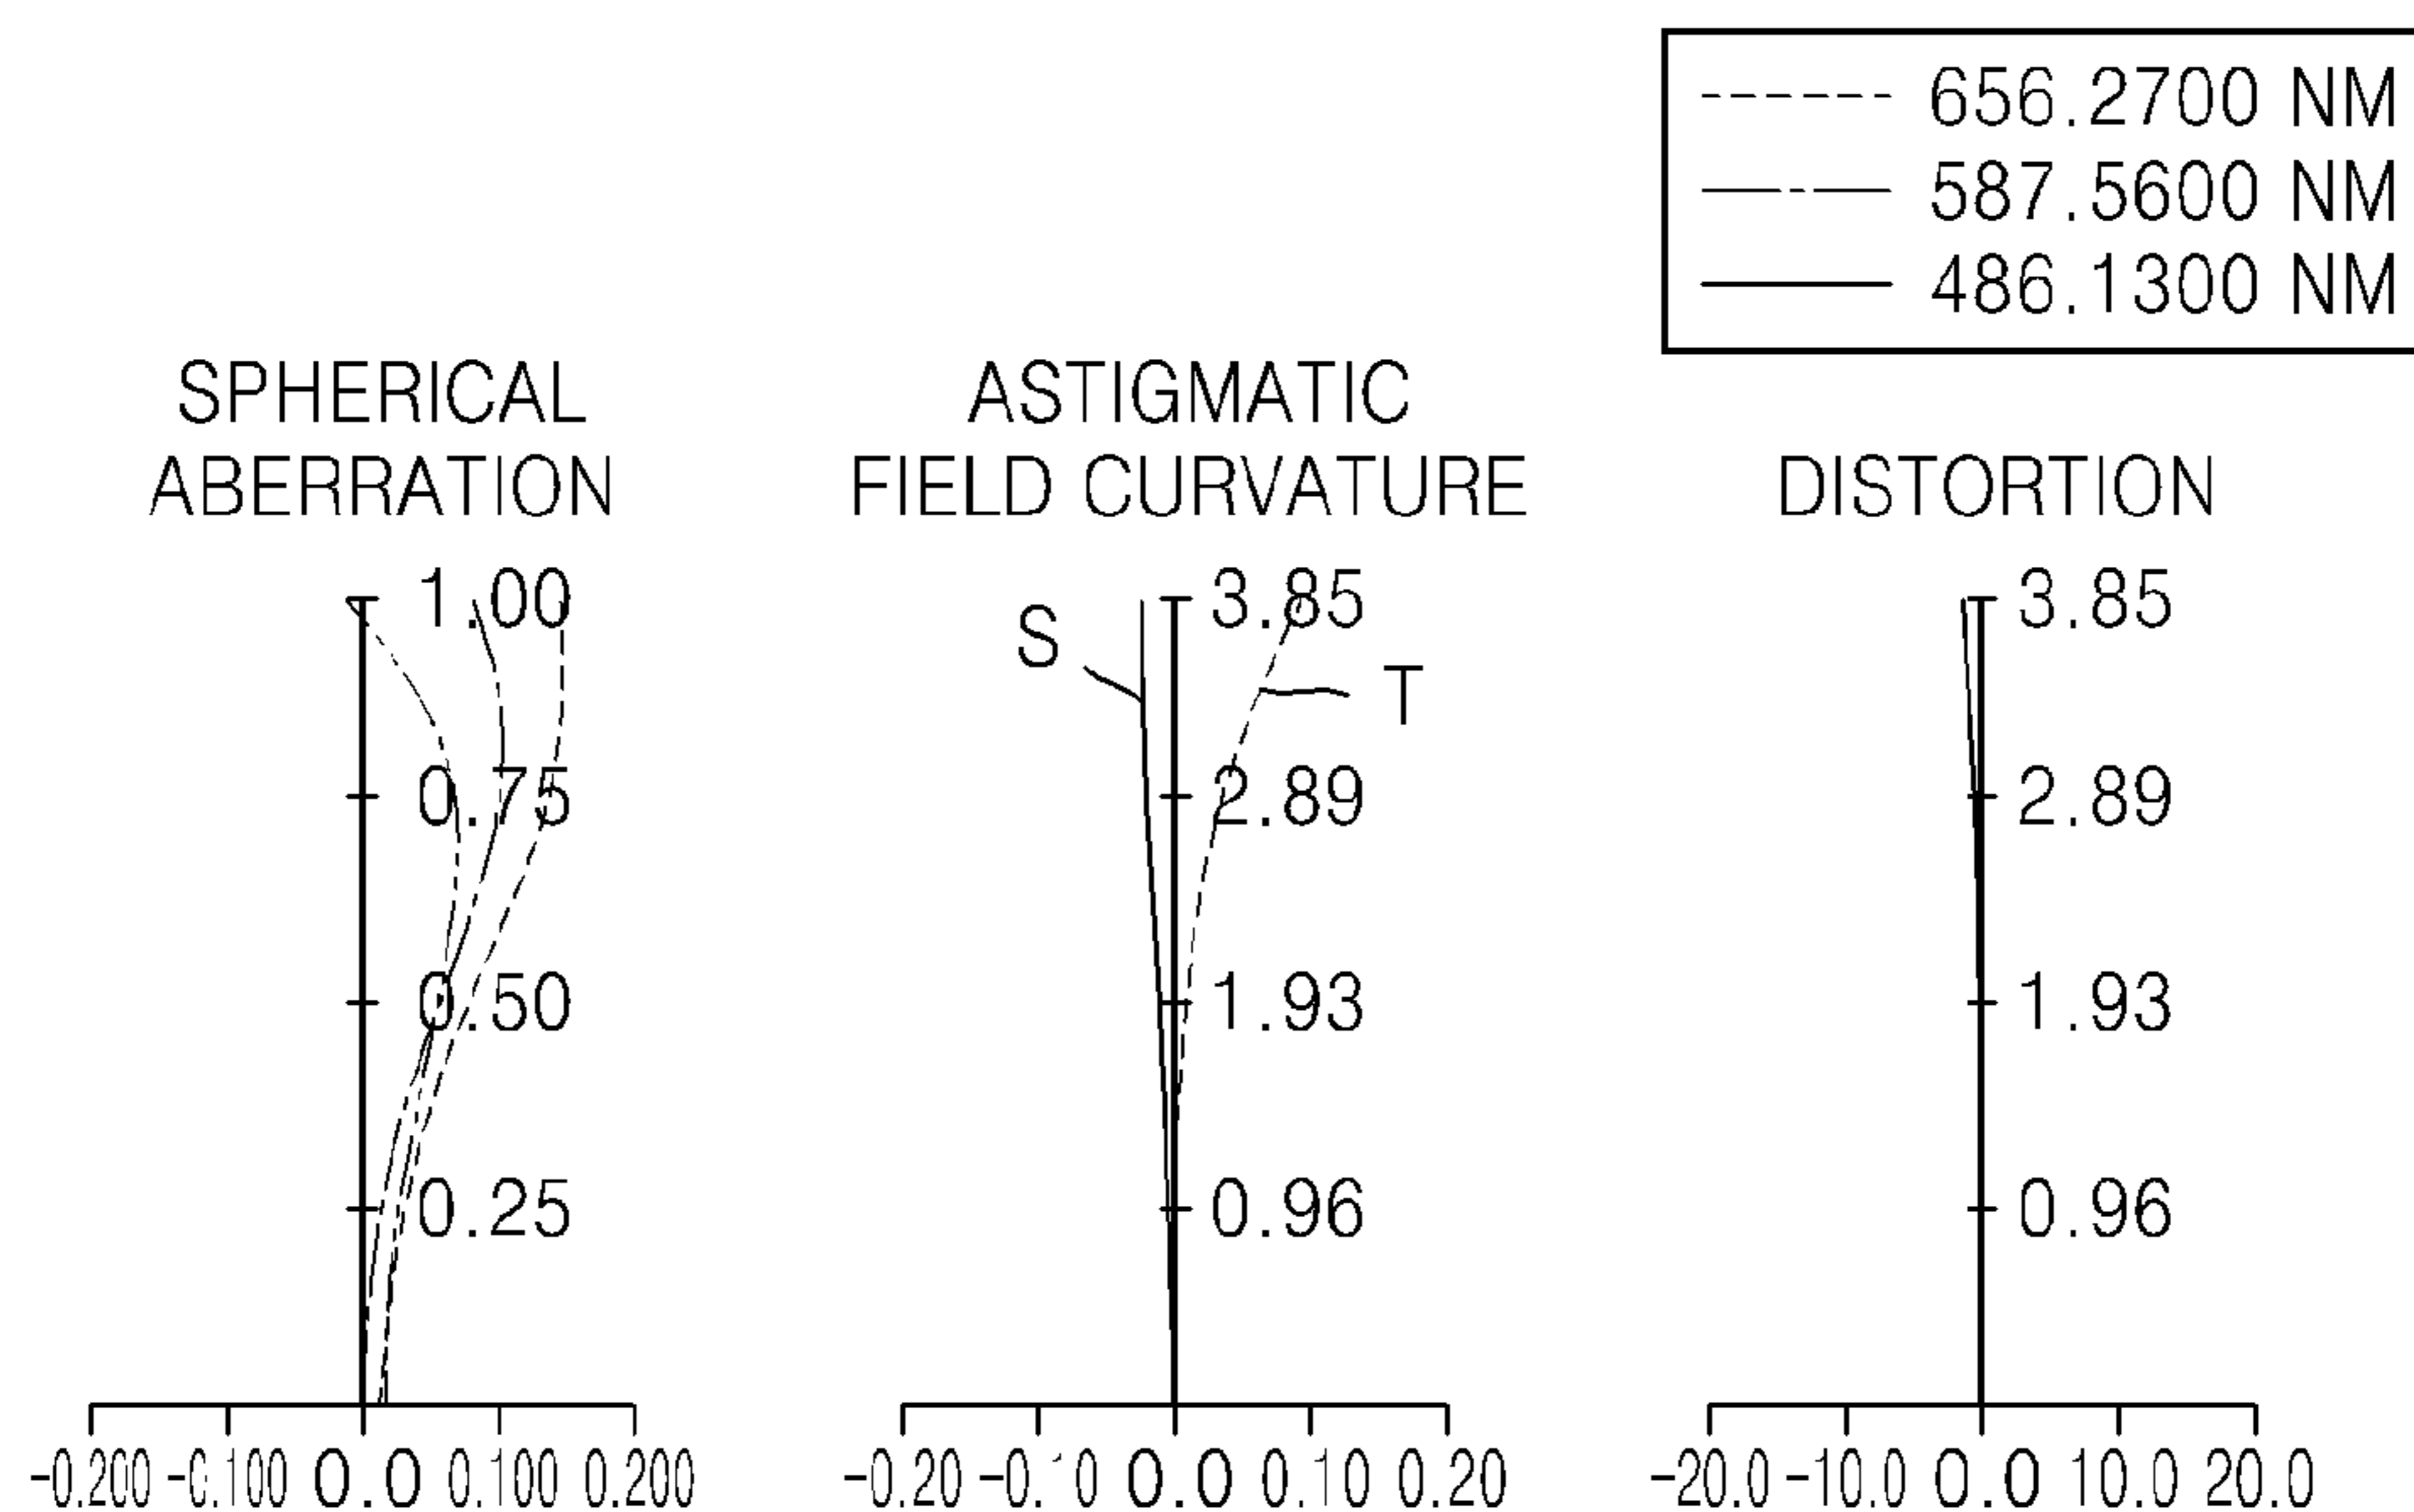 656.2700 NM
587.5600 NM
486.1300 NM
SPHERICAL
ABERRATION
ASTIGMATIC
FIELD CURVATURE
DISTORTION
1.00
0.75
0.50
0.25
-0.200 -0.100 0.0 0.100 0.200
S
T
3.85
2.89
1.93
0.96
-0.20 -0.10 0.0 0.10 0.20
3.85
2.89
1.93
0.96
-20.0 -10.0 0.0 10.0 20.0